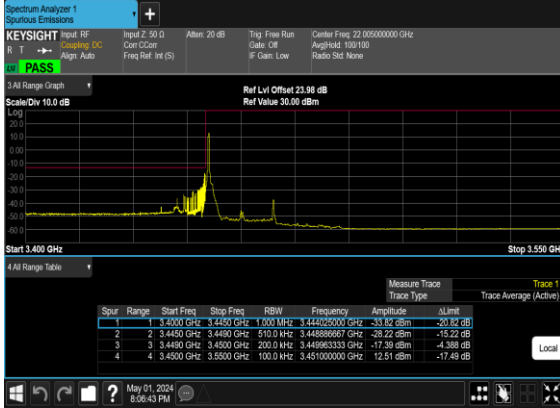 Spectrum Analyzer 1
Spurious Emissions
+
KEYSIGHT Input: RF Input Z: 50 Ω Atten: 20 dB Trig: Free Run Center Freq: 22.005000000 GHz
R T Coupling: DC Corr CCorr Gate: Off Avg|Hold: 100/100
Align: Auto Freq Ref: Int (S) IF Gain: Low Radio Std: None
LXI PASS
3 All Range Graph Ref Lvl Offset 23.98 dB
Scale/Div 10.0 dB Ref Value 30.00 dBm
Log
20.0
10.0
0.00
-10.0
-20.0
-30.0
-40.0
-50.0
-60.0
Start 3.400 GHz Stop 3.550 GH
4 All Range Table
Measure Trace Trace 1
Trace Type Trace Average (Active)
Spur Range Start Freq Stop Freq RBW Frequency Amplitude ΔLimit
1 1 3.4000 GHz 3.4450 GHz 1.000 MHz 3.444025000 GHz -33.82 dBm -20.82 dB
2 2 3.4450 GHz 3.4490 GHz 510.0 kHz 3.448886667 GHz -28.22 dBm -15.22 dB
3 3 3.4490 GHz 3.4500 GHz 200.0 kHz 3.449963333 GHz -17.39 dBm -4.388 dB
4 4 3.4500 GHz 3.5500 GHz 100.0 kHz 3.451000000 GHz 12.51 dBm -17.49 dB
Local
? May 01, 2024
8:06:43 PM